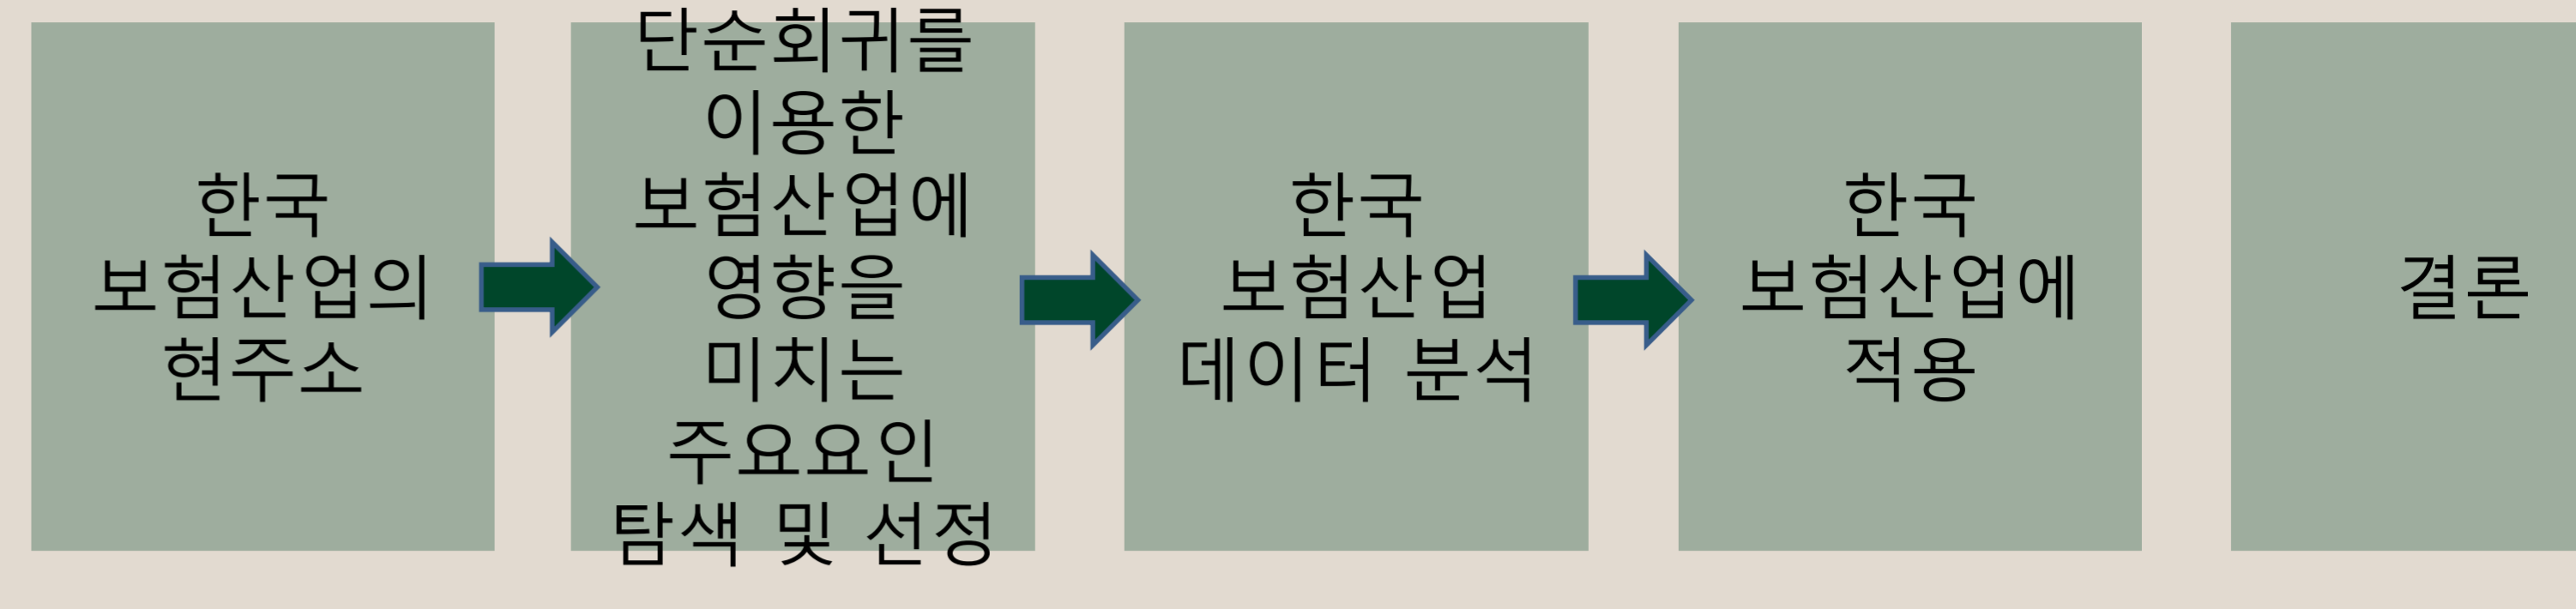 한국
보험산업의
현주소
단순회귀를
이용한
보험산업에
영향을
미치는
주요요인
탐색 및 선정
한국
보험산업
데이터 분석
한국
보험산업에
적용
결론